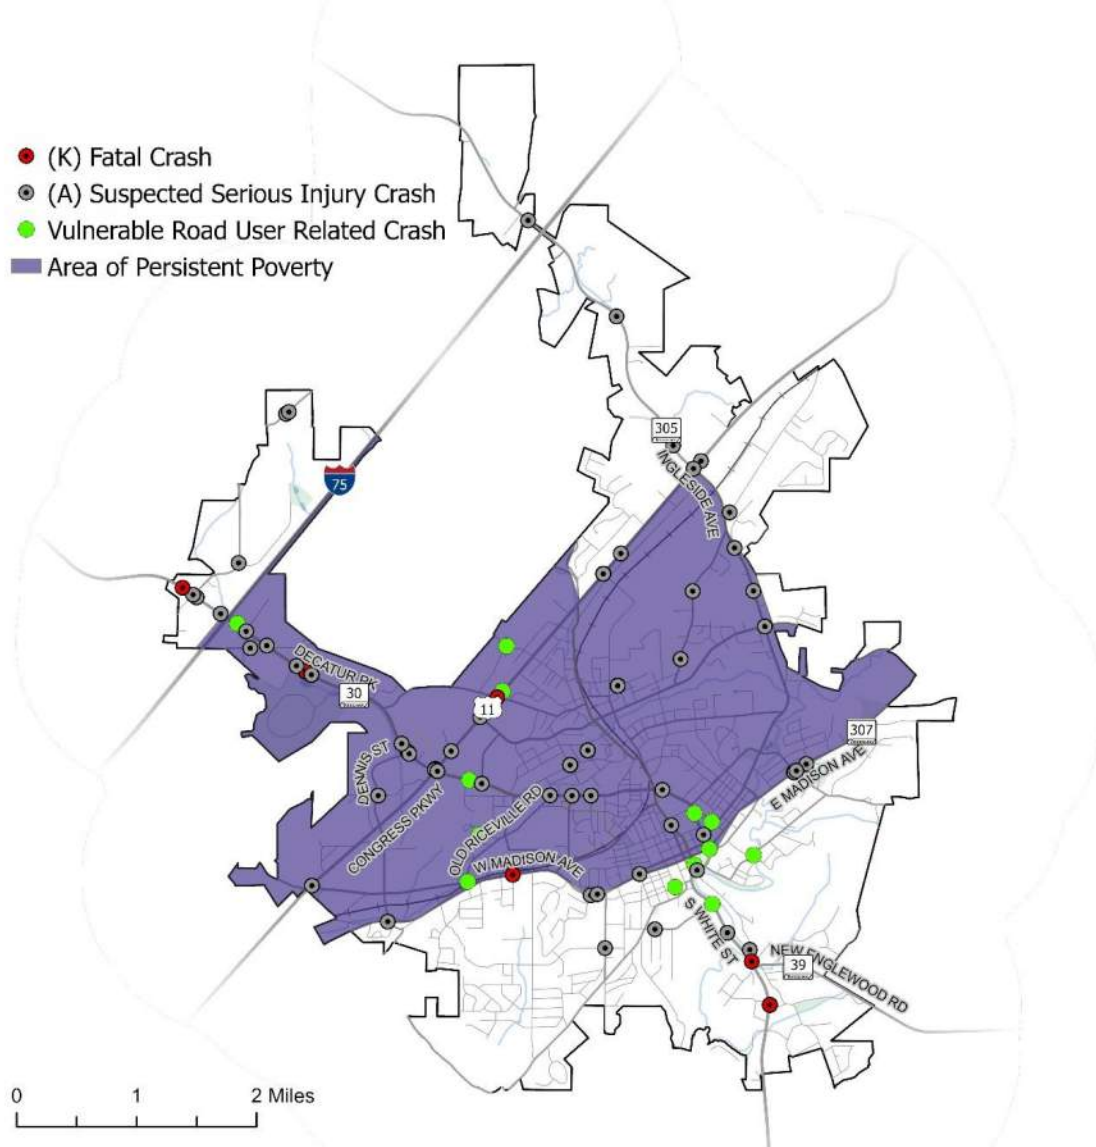 (K) Fatal Crash
(A) Suspected Serious Injury Crash
Vulnerable Road User Related Crash
Area of Persistent Poverty
305
INGLESIDE AVE
75
DECATUR PK
30
11
307
DENNIS ST
E MADISON AVE
CONGRESS PKWY
OLD RICEVILLE RD
W MADISON AVE
S WHITE ST
NEW ENGLEWOOD RD
39
0 1 2 Miles